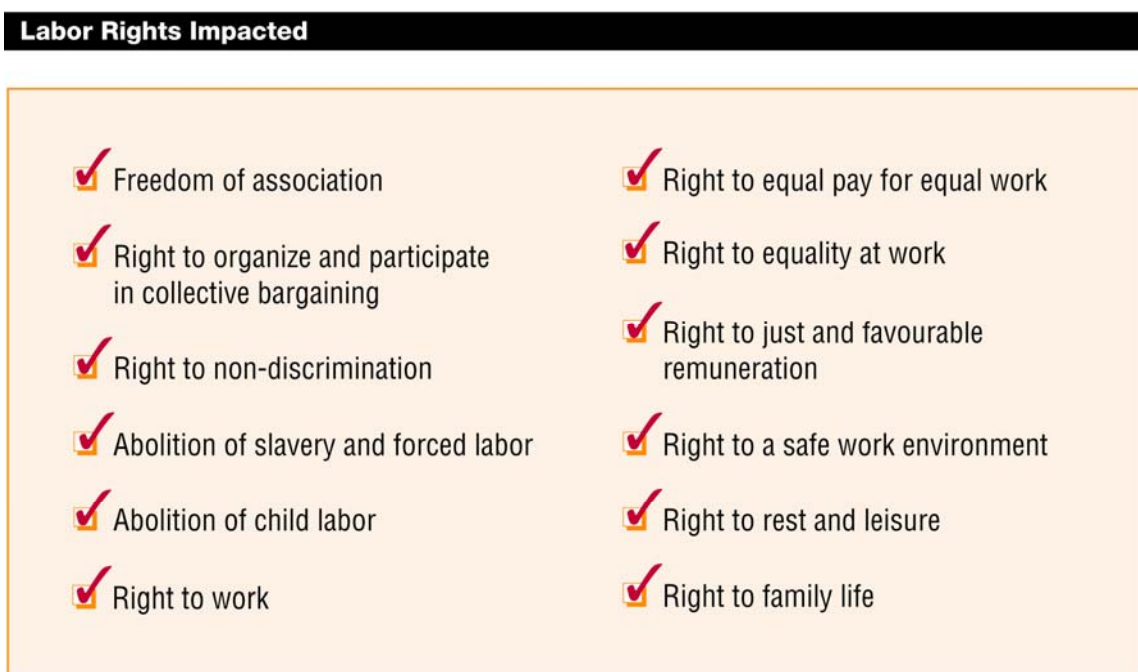 Labor Rights Impacted
Freedom of association
Right to organize and participate
in collective bargaining
Right to non-discrimination
Abolition of slavery and forced labor
Abolition of child labor
Right to work
Right to equal pay for equal work
Right to equality at work
Right to just and favourable
remuneration
Right to a safe work environment
Right to rest and leisure
Right to family life